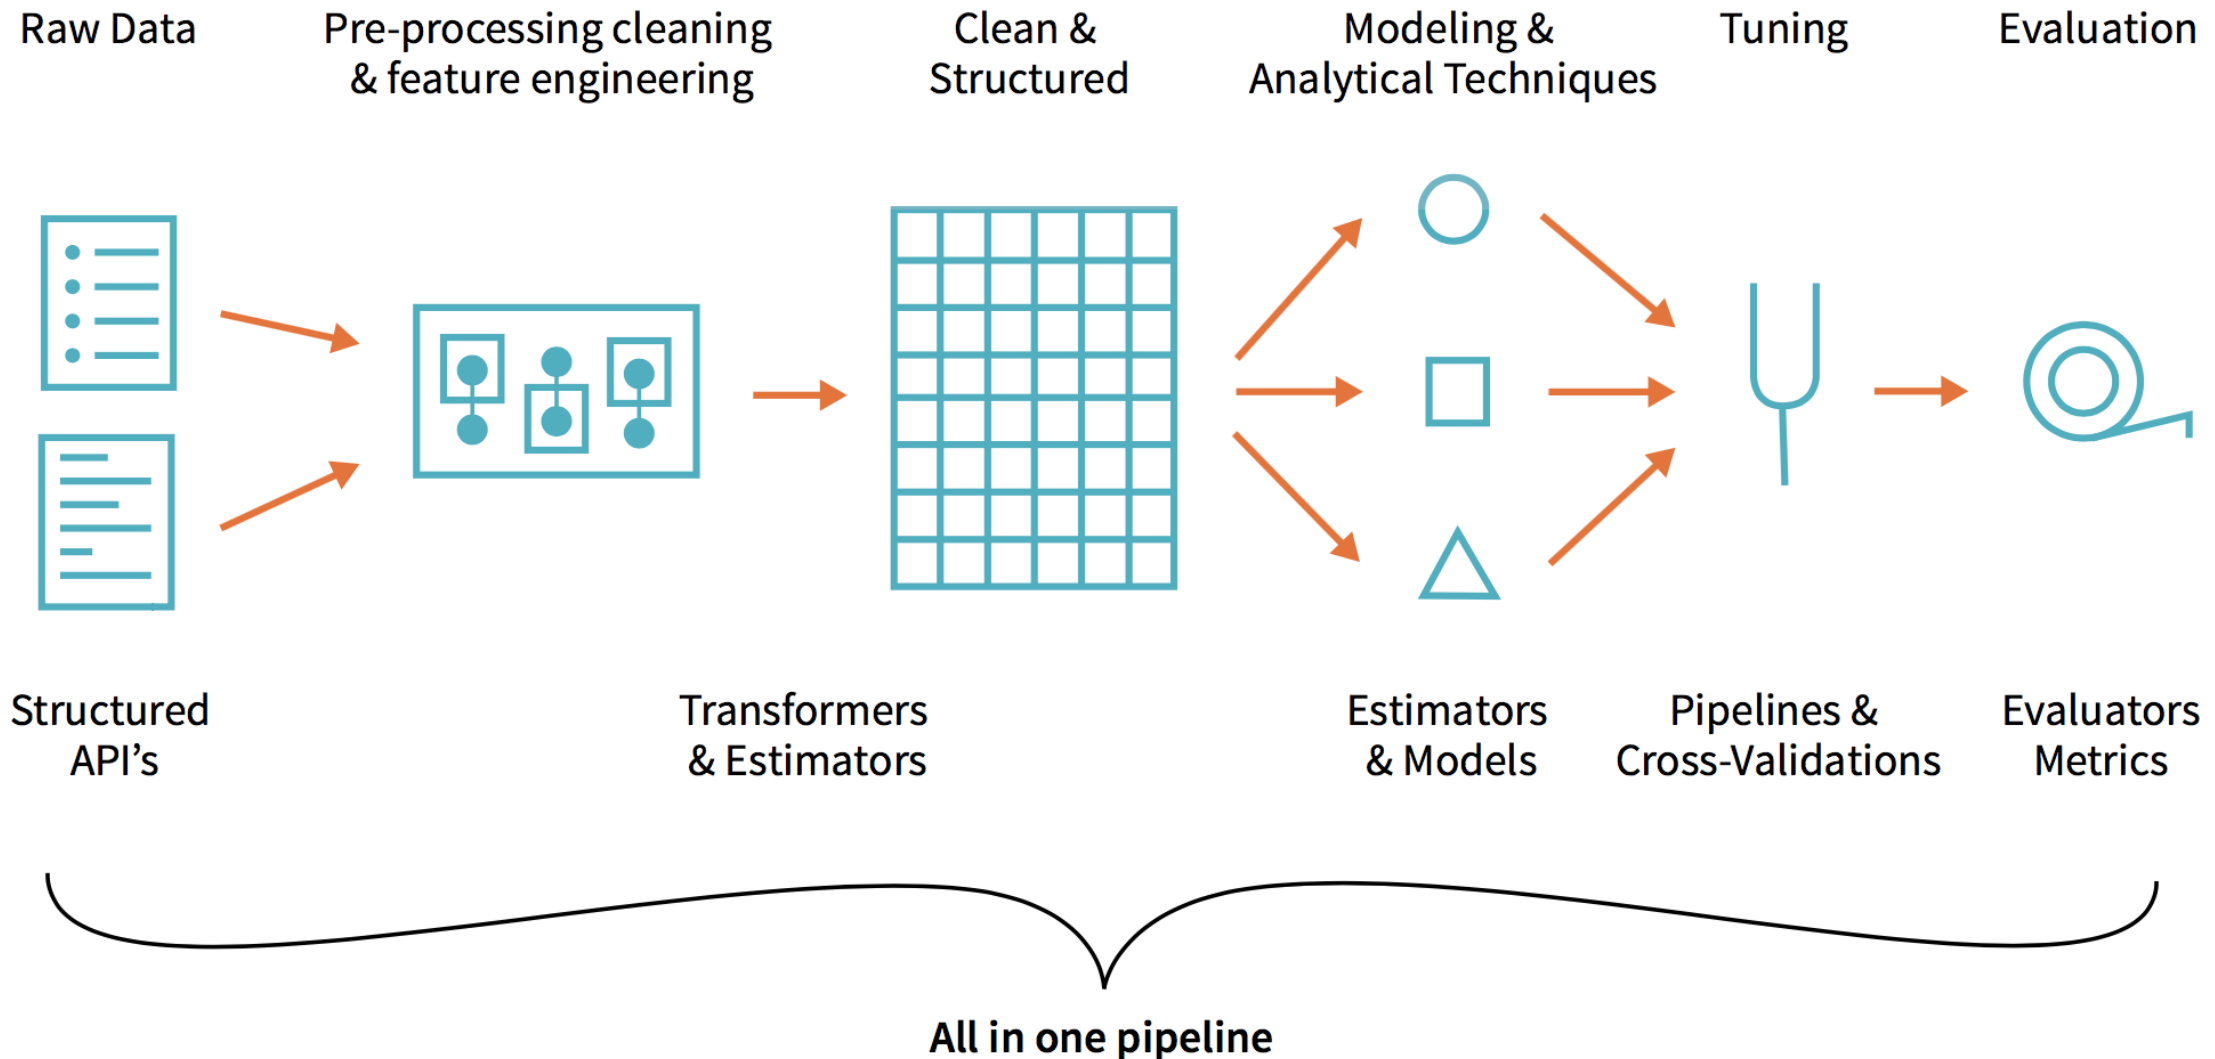 Raw Data
Pre-processing cleaning
& feature engineering
Clean &
Structured
Modeling &
Analytical Techniques
Tuning
Evaluation
Structured
API’s
Transformers
& Estimators
Estimators
& Models
Pipelines &
Cross-Validations
Evaluators
Metrics
All in one pipeline